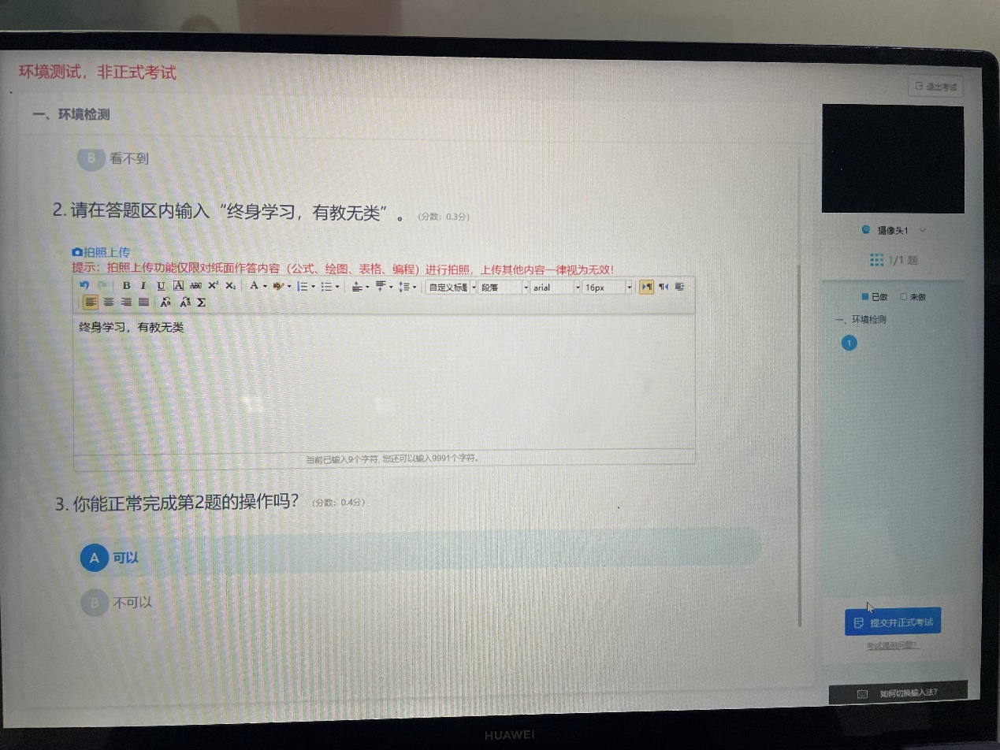 环境测试，非正式考试
退出考试
一、环境检测
B 看不到
2. 请在答题区内输入“终身学习，有教无类”。（分数：0.3分）
拍照上传
提示：拍照上传功能仅限对纸面作答内容（公式、绘图、表格、编程）进行拍照，上传其他内容一律视为无效！
B I U A ABC X² X₂ A ab 自定义标题 段落 arial 16px
终身学习，有教无类
当前已输入9个字符, 您还可以输入9991个字符。
3. 你能正常完成第2题的操作吗？（分数：0.4分）
A 可以
B 不可以
摄像头1
1/1 题
已做 未做
一、环境检测
1
提交并正式考试
考试遇到问题?
如何切换输入法?
HUAWEI